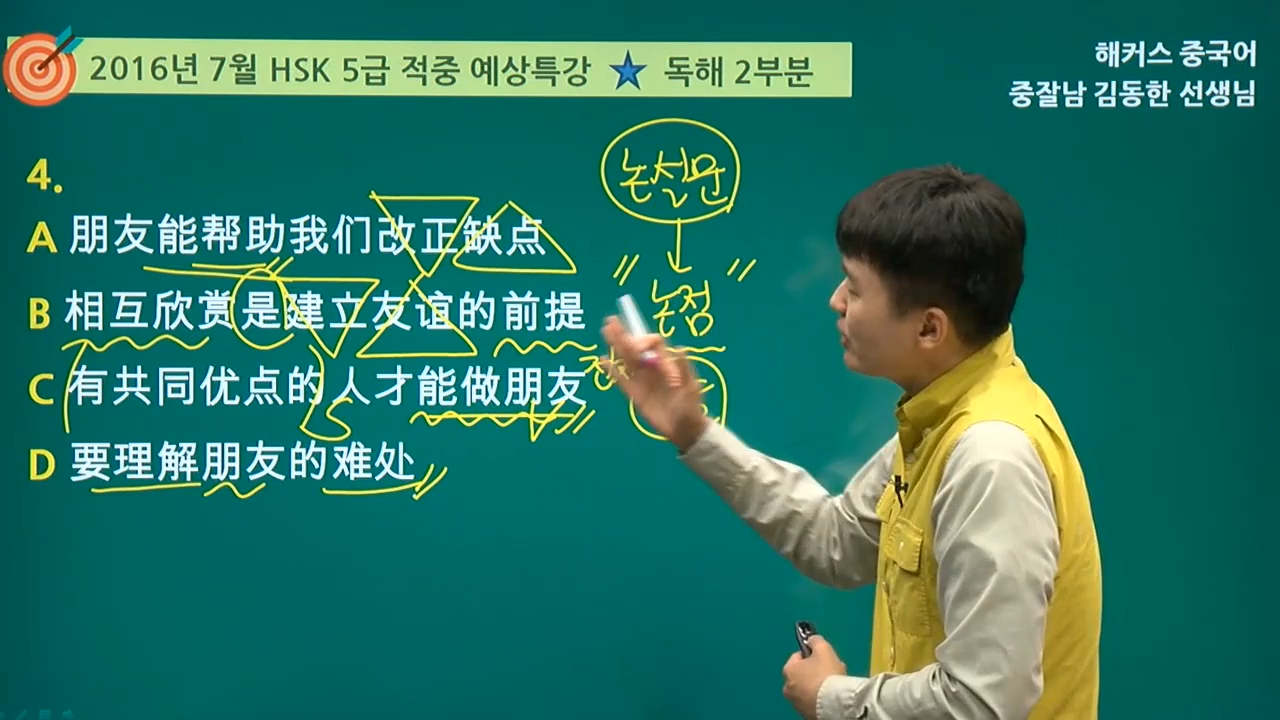 2016년 7월 HSK 5급 적중 예상특강 ★ 독해 2부분
해커스 중국어
중잘남 김동한 선생님
4.
A 朋友能帮助我们改正缺点
B 相互欣赏是建立友谊的前提
C 有共同优点的人才能做朋友
D 要理解朋友的难处
논설문
"논점"